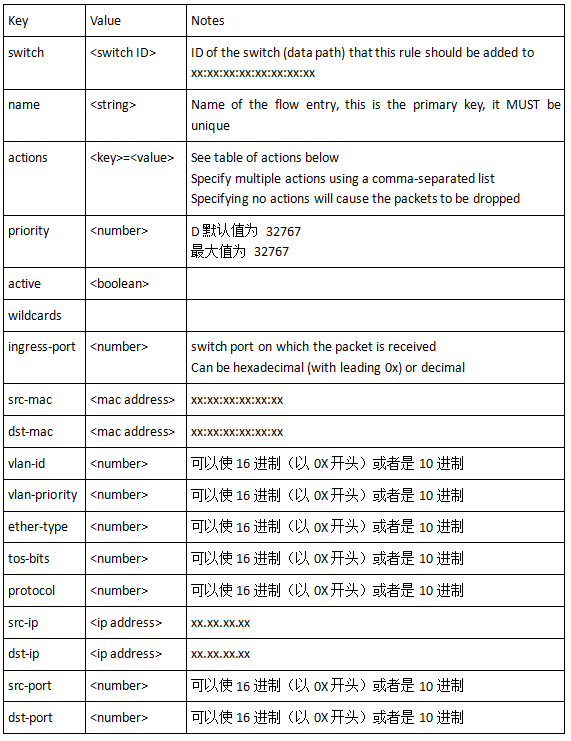 Key Value Notes
switch <switch ID> ID of the switch (data path) that this rule should be added to
xx:xx:xx:xx:xx:xx:xx:xx
name <string> Name of the flow entry, this is the primary key, it MUST be
unique
actions <key>=<value> See table of actions below
Specify multiple actions using a comma-separated list
Specifying no actions will cause the packets to be dropped
priority <number> D 默认值为 32767
最大值为 32767
active <boolean>
wildcards
ingress-port <number> switch port on which the packet is received
Can be hexadecimal (with leading 0x) or decimal
src-mac <mac address> xx:xx:xx:xx:xx:xx
dst-mac <mac address> xx:xx:xx:xx:xx:xx
vlan-id <number> 可以使 16 进制（以 0X 开头）或者是 10 进制
vlan-priority <number> 可以使 16 进制（以 0X 开头）或者是 10 进制
ether-type <number> 可以使 16 进制（以 0X 开头）或者是 10 进制
tos-bits <number> 可以使 16 进制（以 0X 开头）或者是 10 进制
protocol <number> 可以使 16 进制（以 0X 开头）或者是 10 进制
src-ip <ip address> xx.xx.xx.xx
dst-ip <ip address> xx.xx.xx.xx
src-port <number> 可以使 16 进制（以 0X 开头）或者是 10 进制
dst-port <number> 可以使 16 进制（以 0X 开头）或者是 10 进制